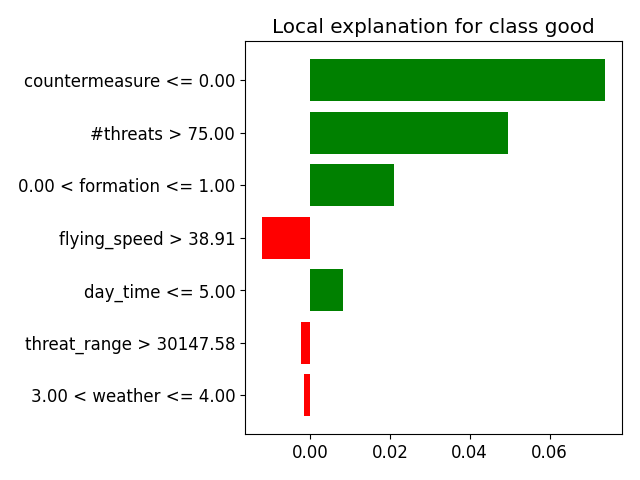 Local explanation for class good
countermeasure <= 0.00
#threats > 75.00
0.00 < formation <= 1.00
flying_speed > 38.91
day_time <= 5.00
threat_range > 30147.58
3.00 < weather <= 4.00
0.00 0.02 0.04 0.06